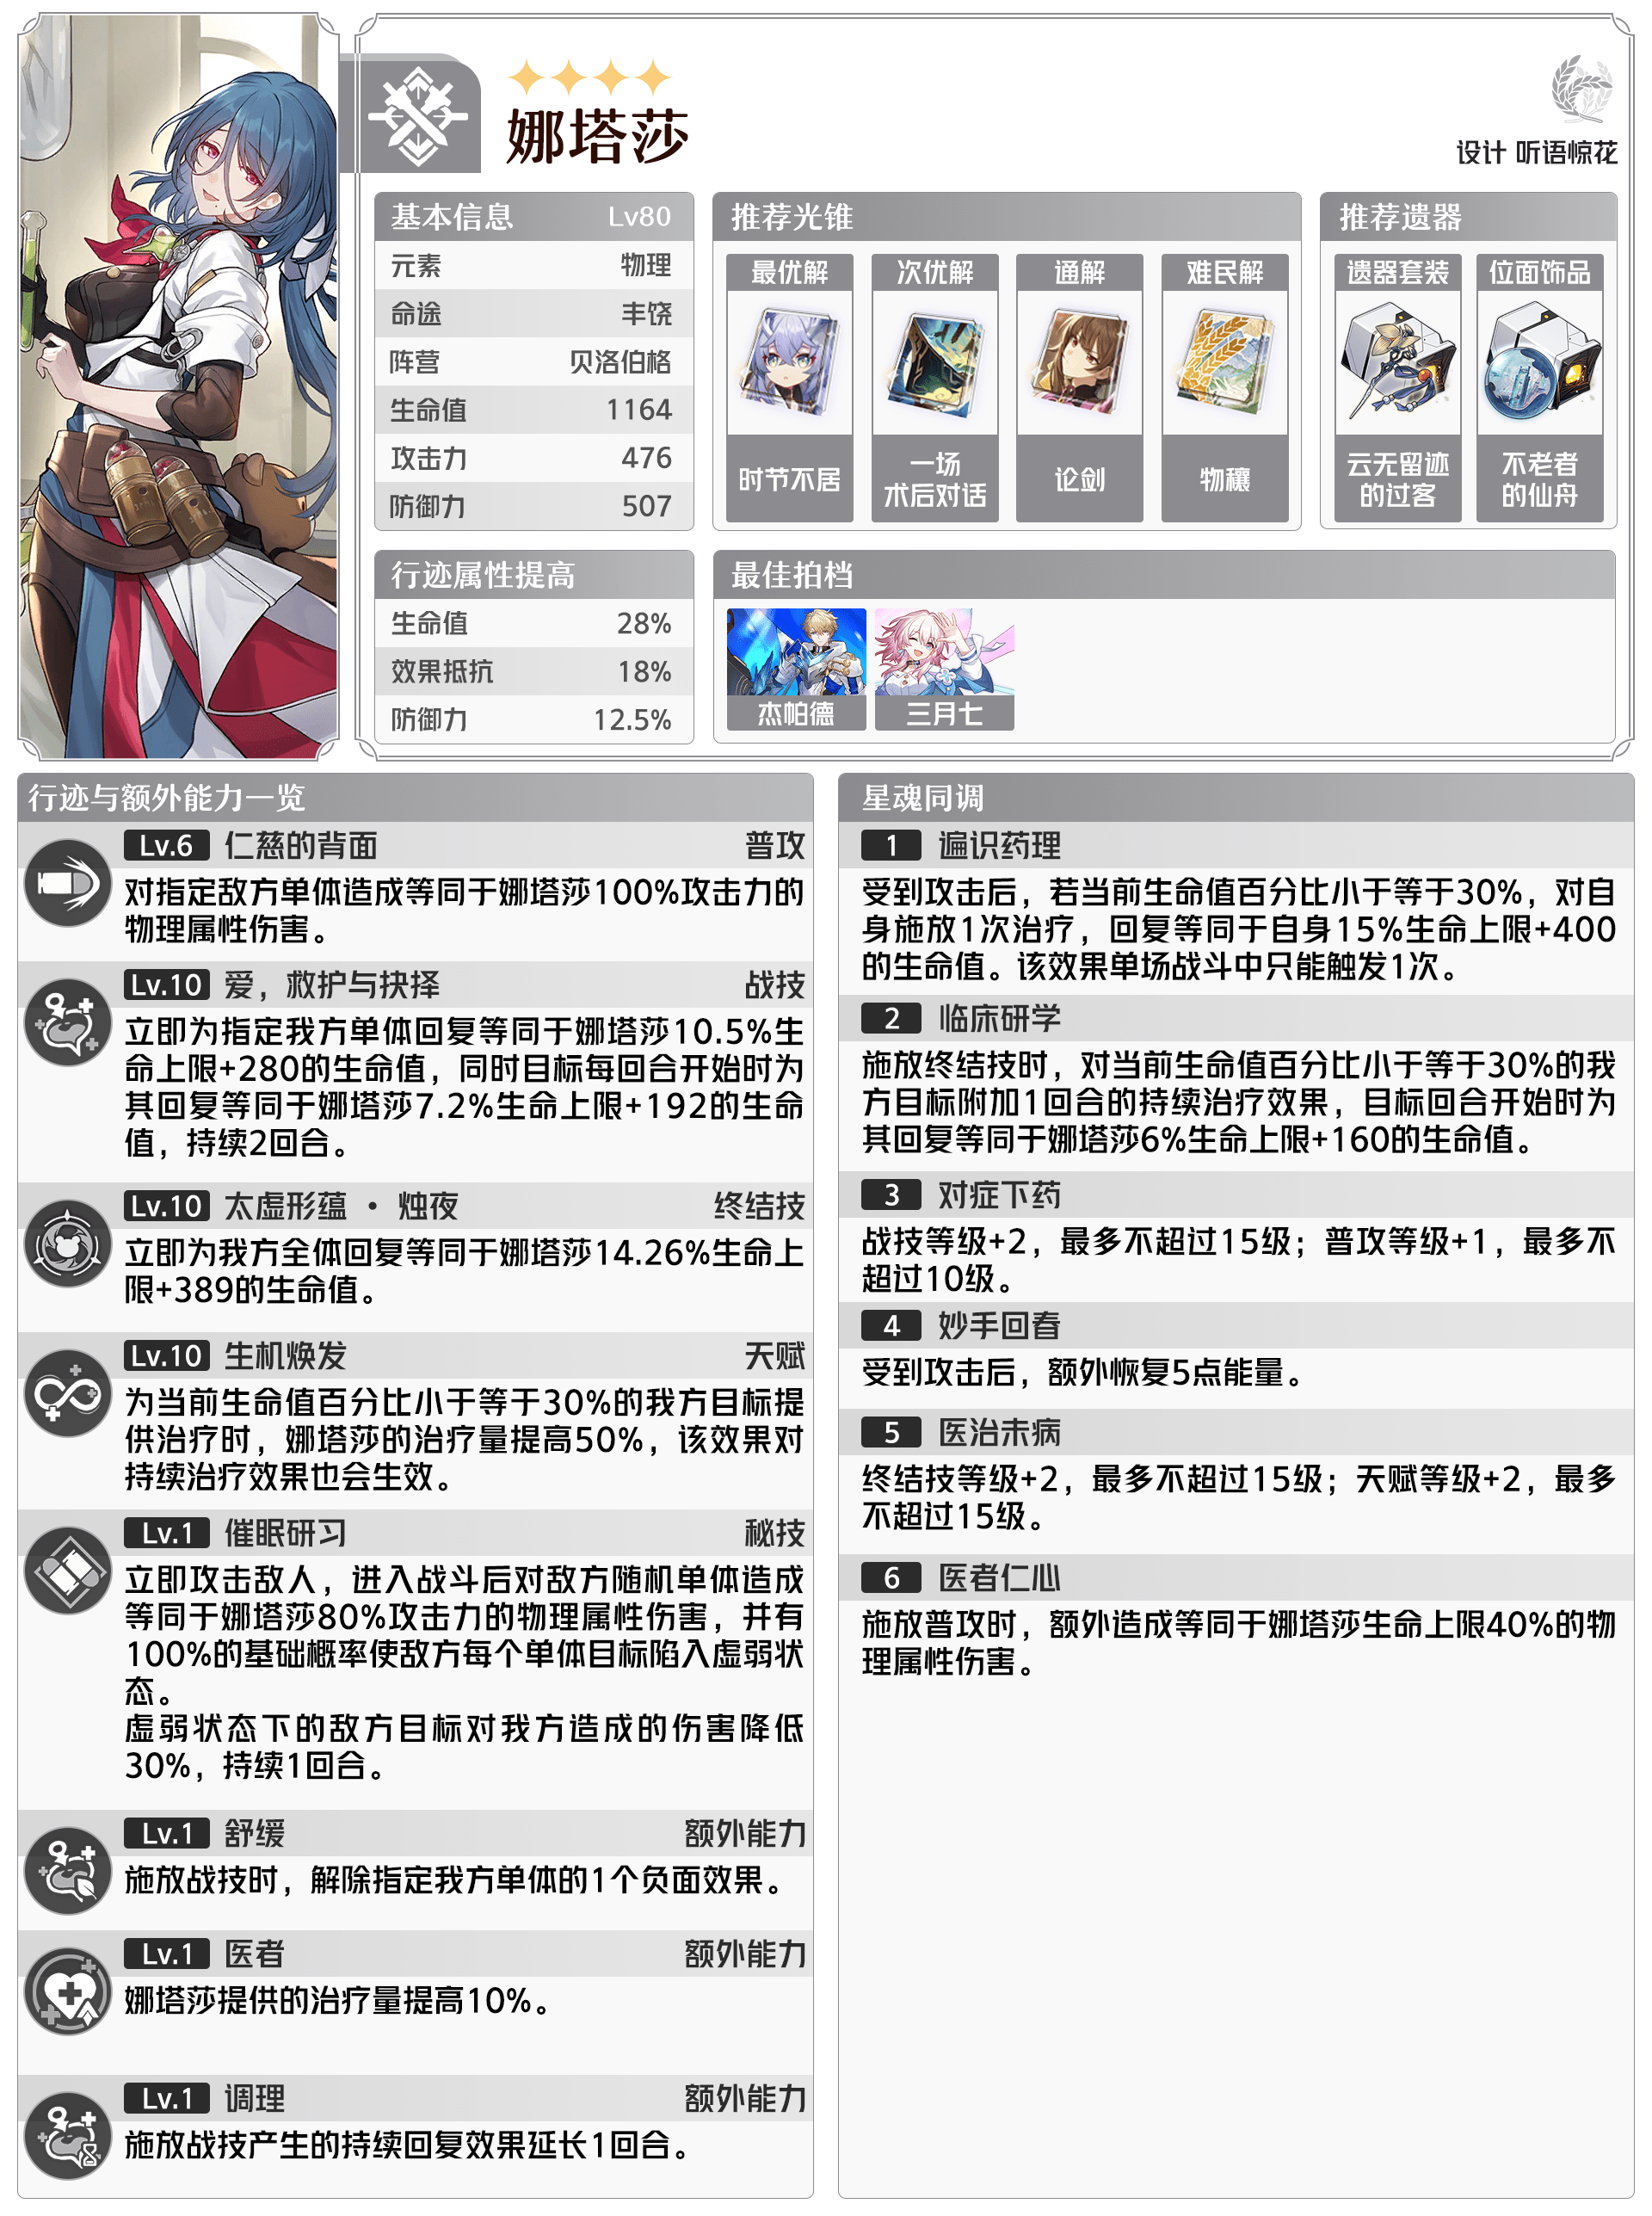 娜塔莎
设计 听语惊花
基本信息 Lv80
元素 物理
命途 丰饶
阵营 贝洛伯格
生命值 1164
攻击力 476
防御力 507
推荐光锥
最优解 次优解 通解 难民解
时节不居
一场
术后对话
论剑
物穰
推荐遗器
遗器套装 位面饰品
云无留迹
的过客
不老者
的仙舟
行迹属性提高
生命值 28%
效果抵抗 18%
防御力 12.5%
最佳拍档
杰帕德 三月七
行迹与额外能力一览
Lv.6 仁慈的背面 普攻
对指定敌方单体造成等同于娜塔莎100%攻击力的
物理属性伤害。
Lv.10 爱，救护与抉择 战技
立即为指定我方单体回复等同于娜塔莎10.5%生
命上限+280的生命值，同时目标每回合开始时为
其回复等同于娜塔莎7.2%生命上限+192的生命
值，持续2回合。
Lv.10 太虚形蕴 · 烛夜 终结技
立即为我方全体回复等同于娜塔莎14.26%生命上
限+389的生命值。
Lv.10 生机焕发 天赋
为当前生命值百分比小于等于30%的我方目标提
供治疗时，娜塔莎的治疗量提高50%，该效果对
持续治疗效果也会生效。
Lv.1 催眠研习 秘技
立即攻击敌人，进入战斗后对敌方随机单体造成
等同于娜塔莎80%攻击力的物理属性伤害，并有
100%的基础概率使敌方每个单体目标陷入虚弱状
态。
虚弱状态下的敌方目标对我方造成的伤害降低
30%，持续1回合。
Lv.1 舒缓 额外能力
施放战技时，解除指定我方单体的1个负面效果。
Lv.1 医者 额外能力
娜塔莎提供的治疗量提高10%。
Lv.1 调理 额外能力
施放战技产生的持续回复效果延长1回合。
星魂同调
1 遍识药理
受到攻击后，若当前生命值百分比小于等于30%，对自
身施放1次治疗，回复等同于自身15%生命上限+400
的生命值。该效果单场战斗中只能触发1次。
2 临床研学
施放终结技时，对当前生命值百分比小于等于30%的我
方目标附加1回合的持续治疗效果，目标回合开始时为
其回复等同于娜塔莎6%生命上限+160的生命值。
3 对症下药
战技等级+2，最多不超过15级；普攻等级+1，最多不
超过10级。
4 妙手回春
受到攻击后，额外恢复5点能量。
5 医治未病
终结技等级+2，最多不超过15级；天赋等级+2，最多
不超过15级。
6 医者仁心
施放普攻时，额外造成等同于娜塔莎生命上限40%的物
理属性伤害。